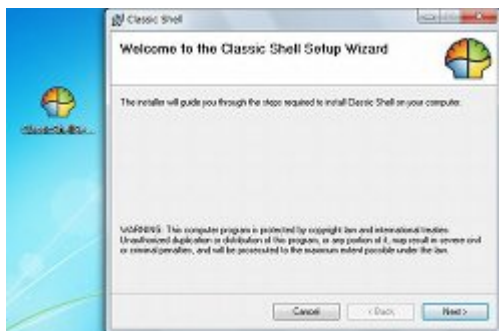 Classic Shell
Welcome to the Classic Shell Setup Wizard
The installer will guide you through the steps required to install Classic Shell on your computer.
WARNING: This computer program is protected by copyright law and international treaties.
Unauthorized duplication or distribution of this program, or any portion of it, may result in severe civil
or criminal penalties, and will be prosecuted to the maximum extent possible under the law.
Cancel
< Back
Next >